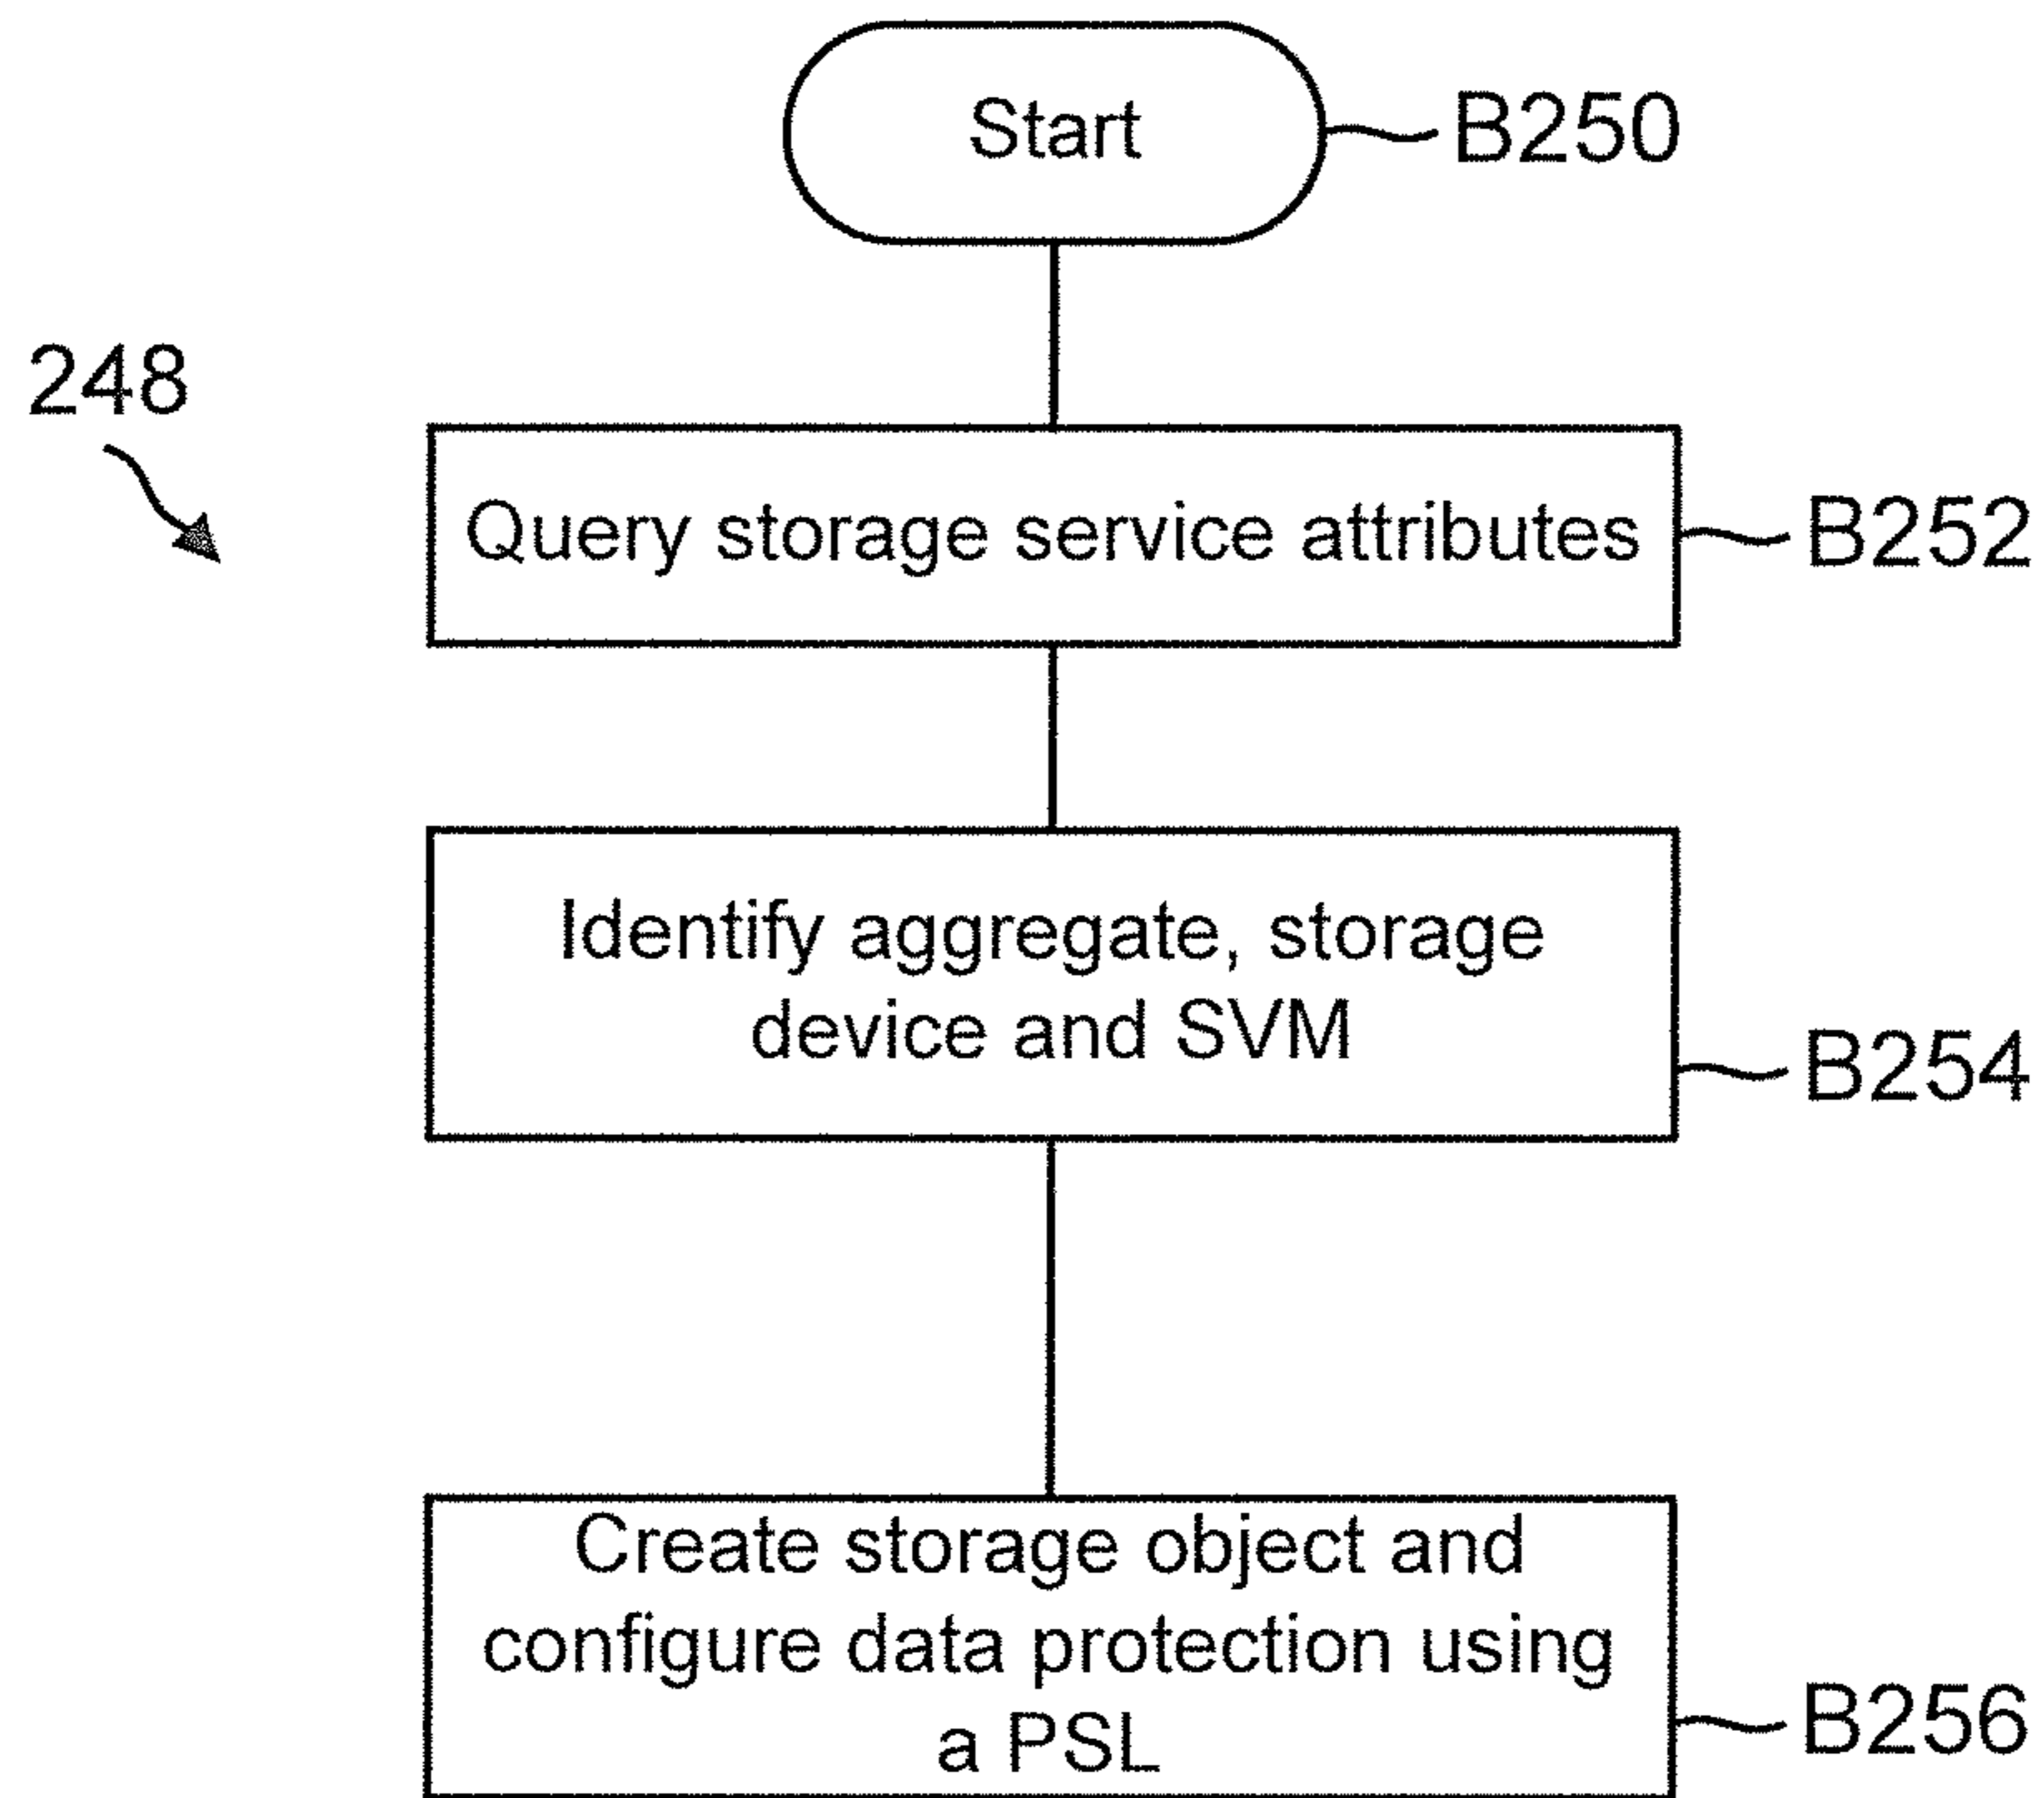 Start
B250
248
Query storage service attributes
B252
Identify aggregate, storage
device and SVM
B254
Create storage object and
configure data protection using
a PSL
B256